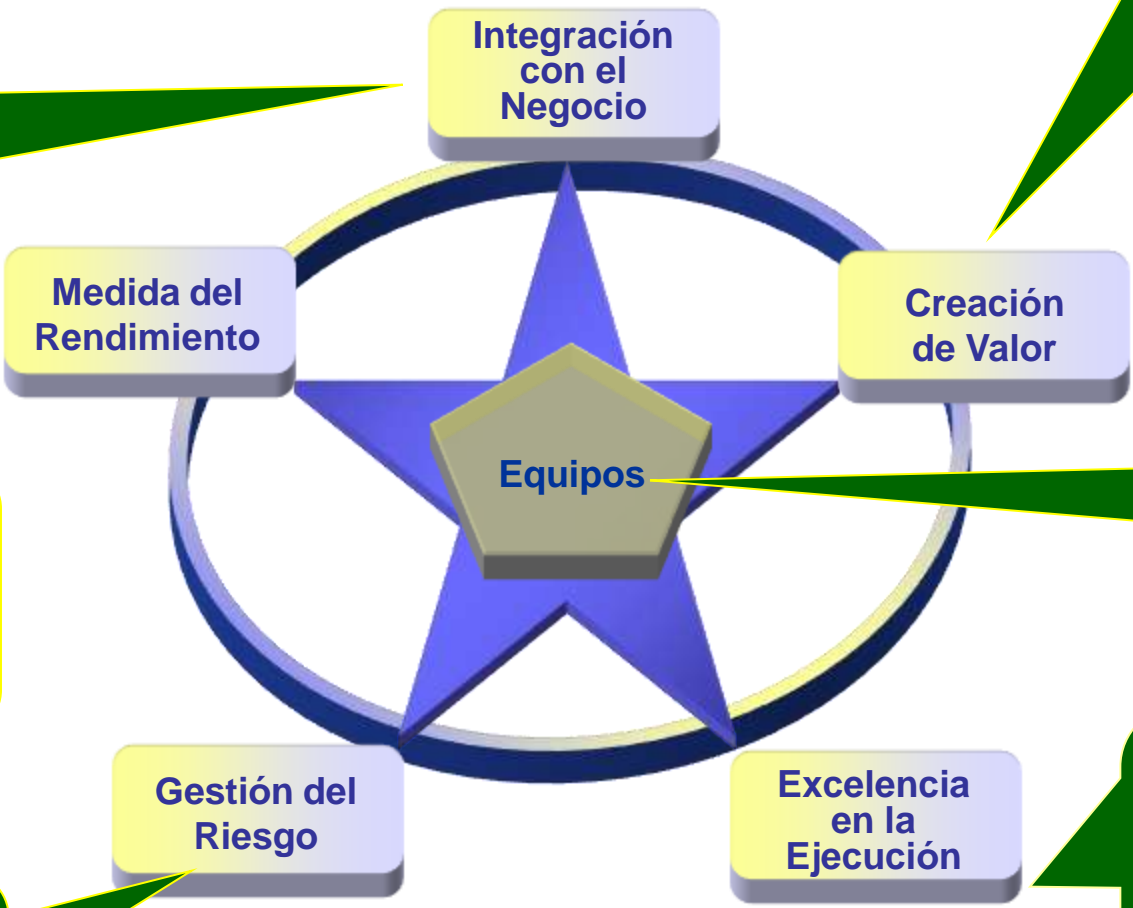 Integración
con el
Negocio
Medida del
Rendimiento
Creación
de Valor
Equipos
Gestión del
Riesgo
Excelencia
en la
Ejecución